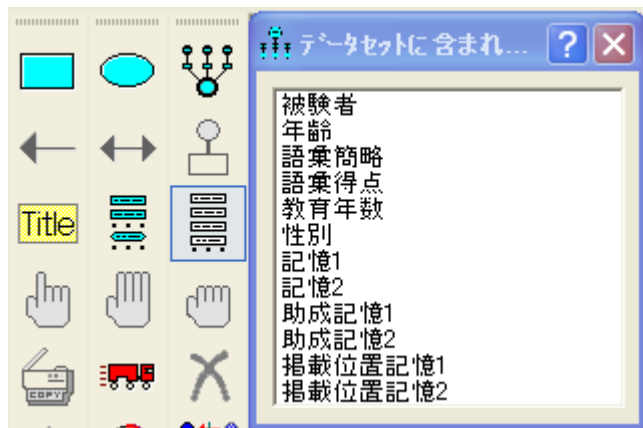 データセットに含まれ...
被験者
年齢
語彙簡略
語彙得点
教育年数
性別
記憶1
記憶2
助成記憶1
助成記憶2
掲載位置記憶1
掲載位置記憶2
Title
COPY